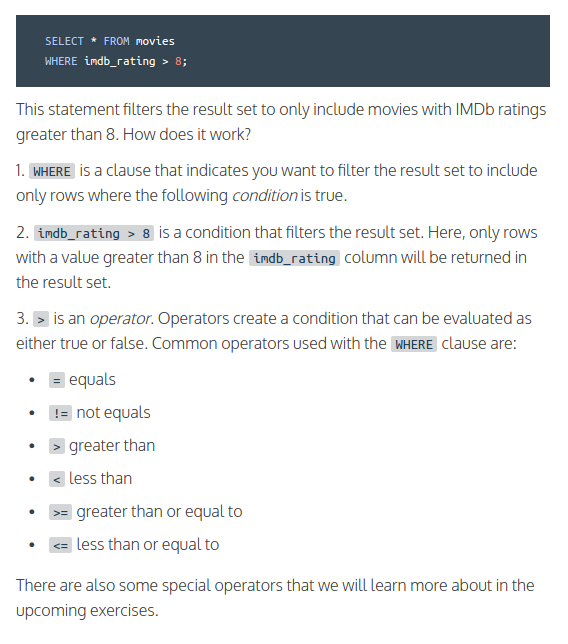 SELECT * FROM movies
WHERE imdb_rating > 8;
This statement filters the result set to only include movies with IMDb ratings
greater than 8. How does it work?
1. WHERE is a clause that indicates you want to filter the result set to include
only rows where the following condition is true.
2. imdb_rating > 8 is a condition that filters the result set. Here, only rows
with a value greater than 8 in the imdb_rating column will be returned in
the result set.
3. > is an operator. Operators create a condition that can be evaluated as
either true or false. Common operators used with the WHERE clause are:
• = equals
• != not equals
• > greater than
• < less than
• >= greater than or equal to
• <= less than or equal to
There are also some special operators that we will learn more about in the
upcoming exercises.